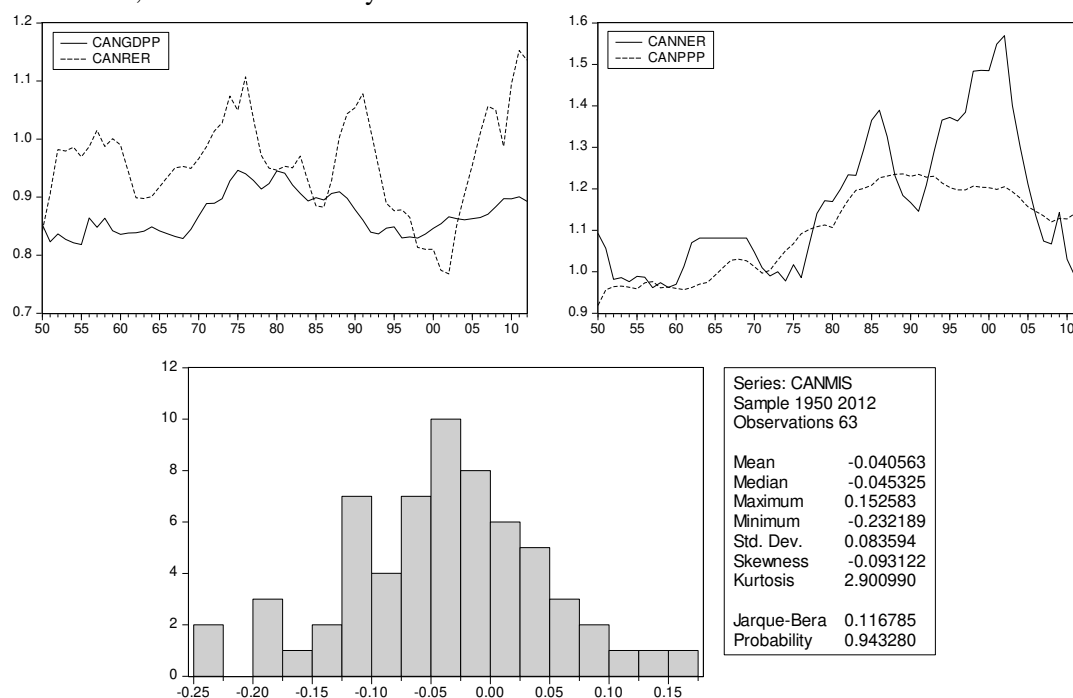 1.2
1.1
1.0
0.9
0.8
0.7
CANGDPP
CANRER
50 55 60 65 70 75 80 85 90 95 00 05 10
1.6
1.5
1.4
1.3
1.2
1.1
1.0
0.9
CANNER
CANPPP
50 55 60 65 70 75 80 85 90 95 00 05 10
12
10
8
6
4
2
0
-0.25 -0.20 -0.15 -0.10 -0.05 0.00 0.05 0.10 0.15
Series: CANMIS
Sample 1950 2012
Observations 63
Mean -0.040563
Median -0.045325
Maximum 0.152583
Minimum -0.232189
Std. Dev. 0.083594
Skewness -0.093122
Kurtosis 2.900990
Jarque-Bera 0.116785
Probability 0.943280